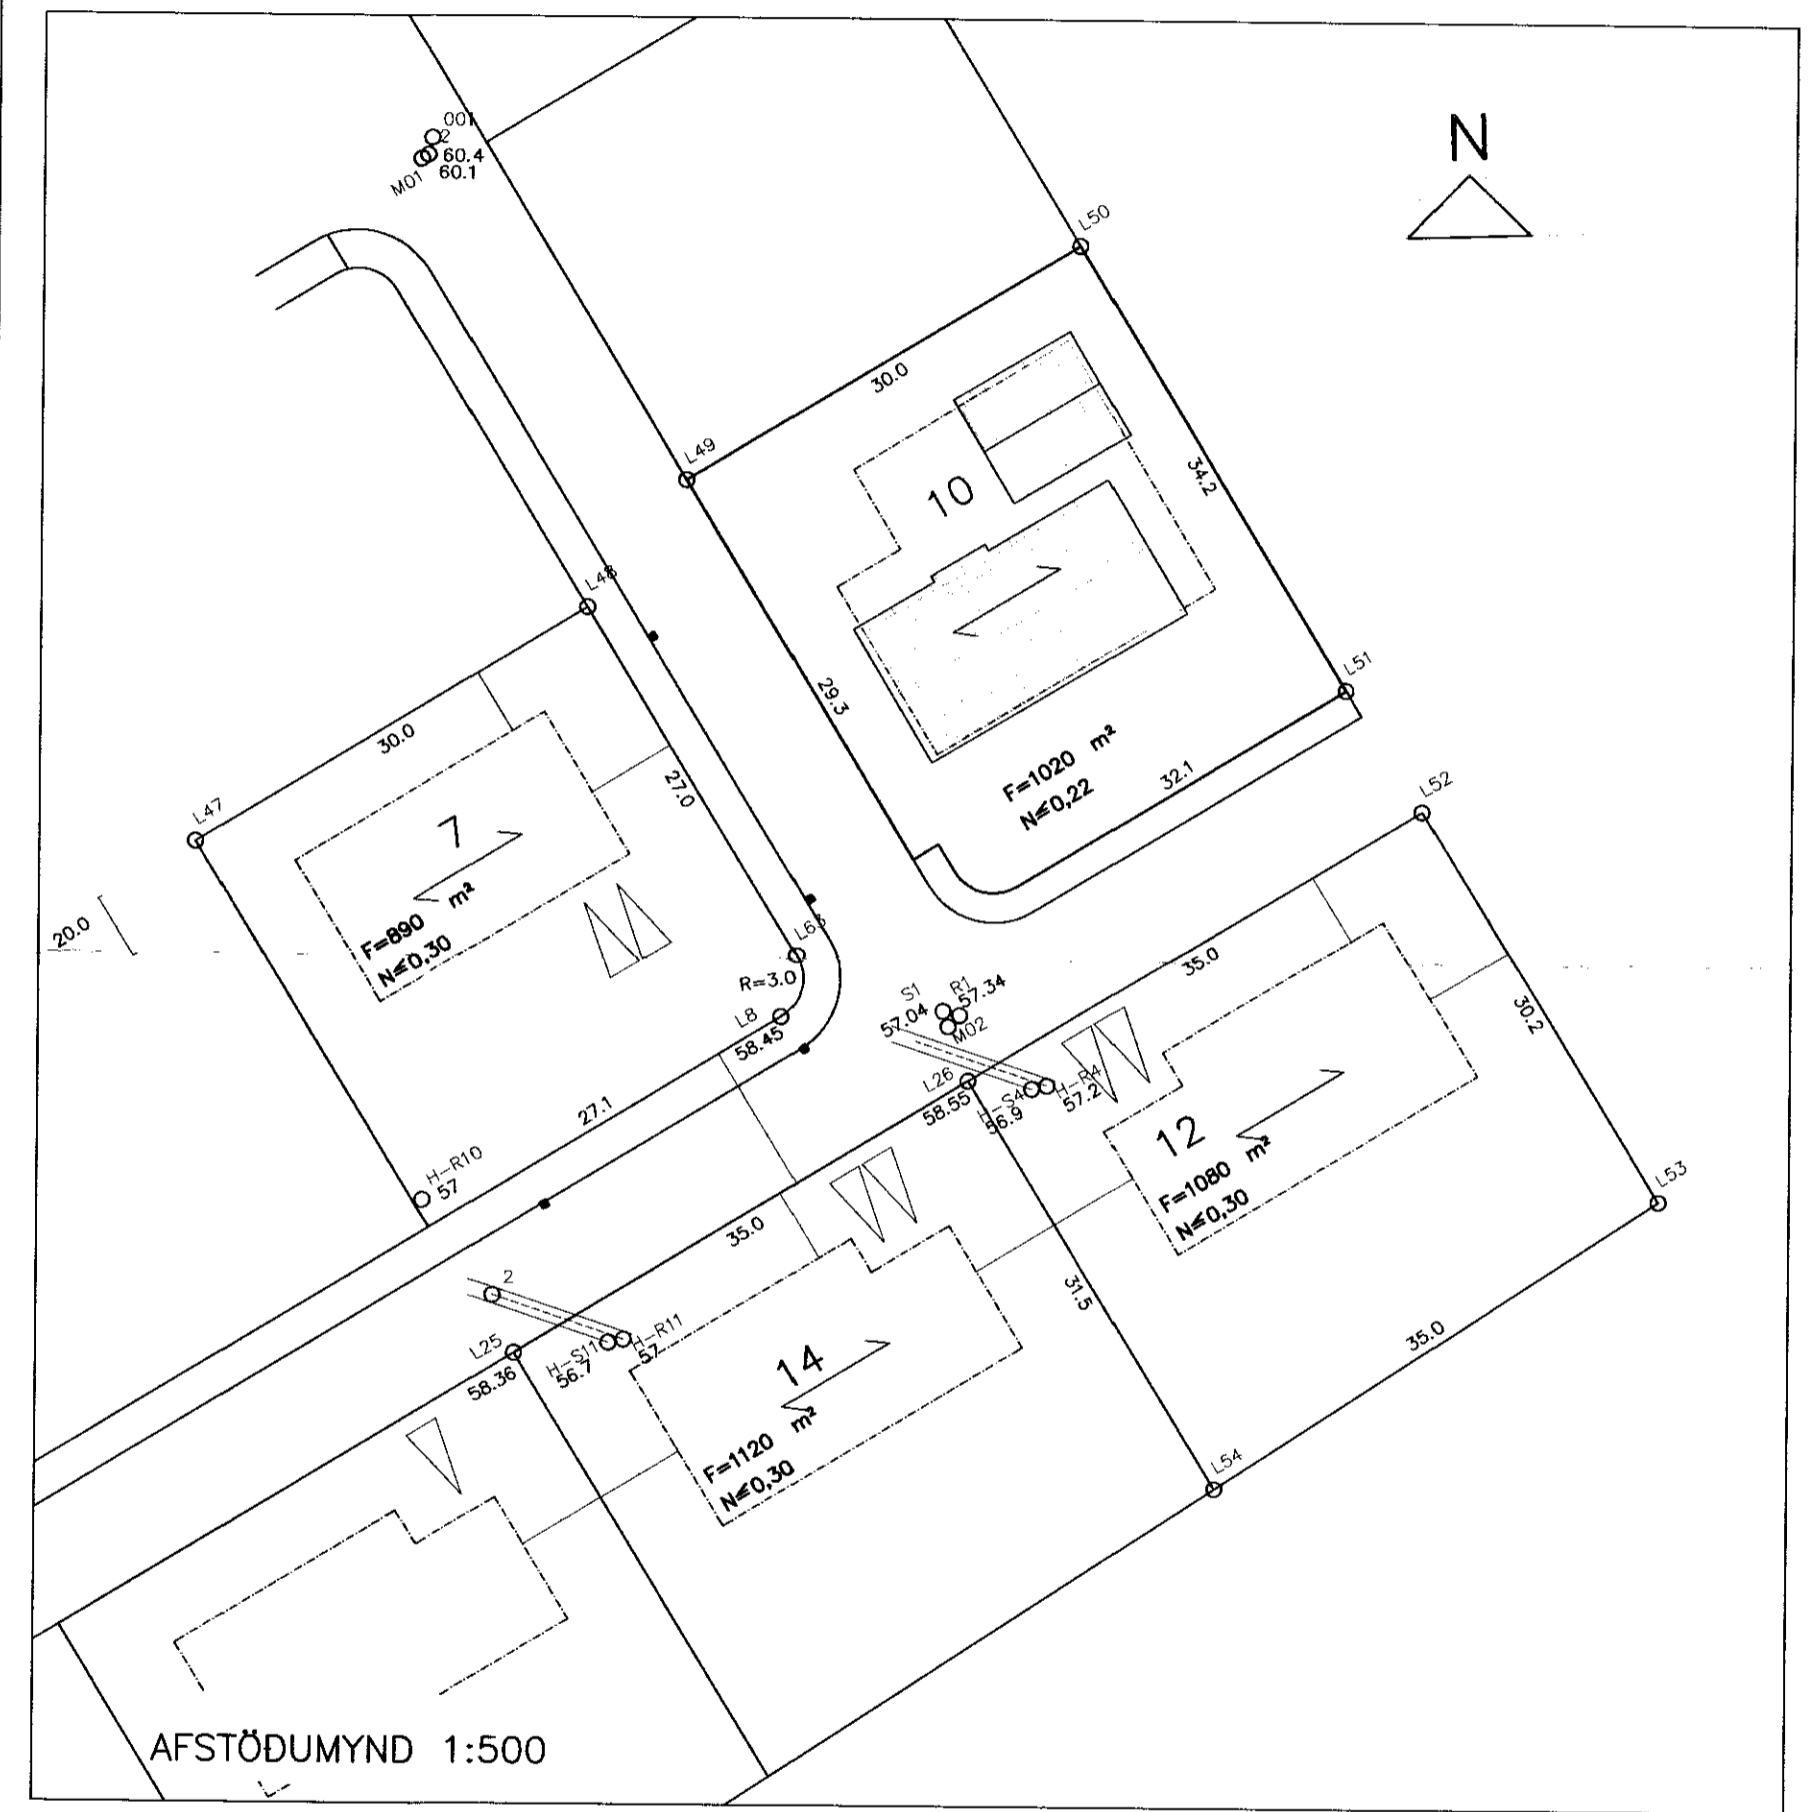 001
2
60.4
60.1
M01
N
L50
30.0
L49
10
34.2
L48
L51
29.3
F=1020 m²
N≤0,22
32.1
30.0
27.0
L47
7
F=890 m²
N≤0,30
L52
20.0
L63
R=3.0
L8
58.45
35.0
S1
R1
57.04
57.34
M02
30.2
L26
58.55
H-S4
56.9
H-R4
57.2
27.1
12
F=1080 m²
N≤0,30
H-R10
57
L53
35.0
2
31.5
L25
58.36
H-S11
56.7
H-R11
57
14
F=1120 m²
N≤0,30
35.0
L54
AFSTÖÐUMYND 1:500